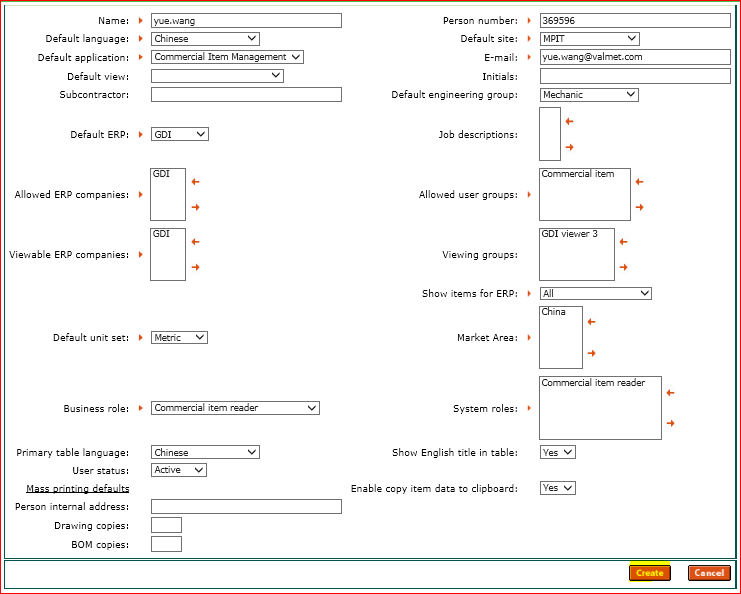 Name: yue.wang Person number: 369596
Default language: Chinese Default site: MPIT
Default application: Commercial Item Management E-mail: yue.wang@valmet.com
Default view: Initials:
Subcontractor: Default engineering group: Mechanic
Default ERP: GDI Job descriptions:
GDI Commercial item
Allowed ERP companies: Allowed user groups:
GDI GDI viewer 3
Viewable ERP companies: Viewing groups:
Show items for ERP: All
China
Default unit set: Metric Market Area:
Commercial item reader
Business role: Commercial item reader System roles:
Primary table language: Chinese Show English title in table: Yes
User status: Active
Mass printing defaults Enable copy item data to clipboard: Yes
Person internal address:
Drawing copies:
BOM copies:
Create Cancel